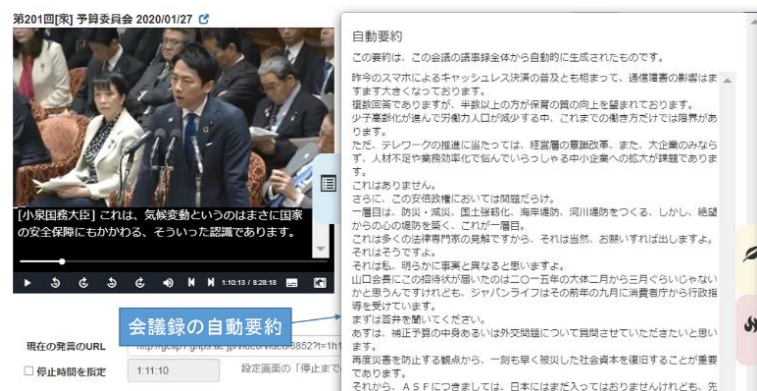 第201回[衆] 予算委員会 2020/01/27
[小泉国務大臣] これは、気候変動というのはまさに国家
の安全保障にもかかわる、そういった認識であります。
1:10:13 / 8:28:18
会議録の自動要約
現在の発言のURL
停止時間を指定
1:11:10
設定画面の「停止まで
自動要約
この要約は、この会議の議事録全体から自動的に生成されたものです。
昨今のスマホによるキャッシュレス決済の普及とも相まって、通信障害の影響はま
すます大きくなっております。
複数回答でありますが、半数以上の方が保育の質の向上を望まれております。
少子高齢化が進んで労働力人口が減少する中、これまでの働き方だけでは限界があ
ります。
ただ、テレワークの推進に当たっては、経営層の意識改革、また、大企業のみなら
ず、人材不足や業務効率化で悩んでいらっしゃる中小企業への拡大が課題でありま
す。
これはありません。
さらに、この安倍政権においては問題だらけ。
一層目は、防災・減災、国土強靱化、海岸堤防、河川堤防をつくる、しかし、絶望
からの心の堤防を築く、これが一層目。
これは多くの法律専門家の見解ですから、それは当然、お願いすれば出しますよ。
それはそうですよ。
それは私、明らかに事実と異なると思いますよ。
山口会長にこの招待状が届いたのは二〇一五年の大体二月から三月ぐらいじゃない
かと思うんですけれども、ジャパンライフはその前年の九月に消費者庁から行政指
導を受けています。
まずは答弁を聞いてください。
あすは、補正予算の中身あるいは外交問題について質問させていただきたいと思い
ます。
再度災害を防止する観点から、一刻も早く被災した社会資本を復旧することが重要
であります。
それから、ASFにつきましては、日本にはまだ入ってはおりませんけれども、先